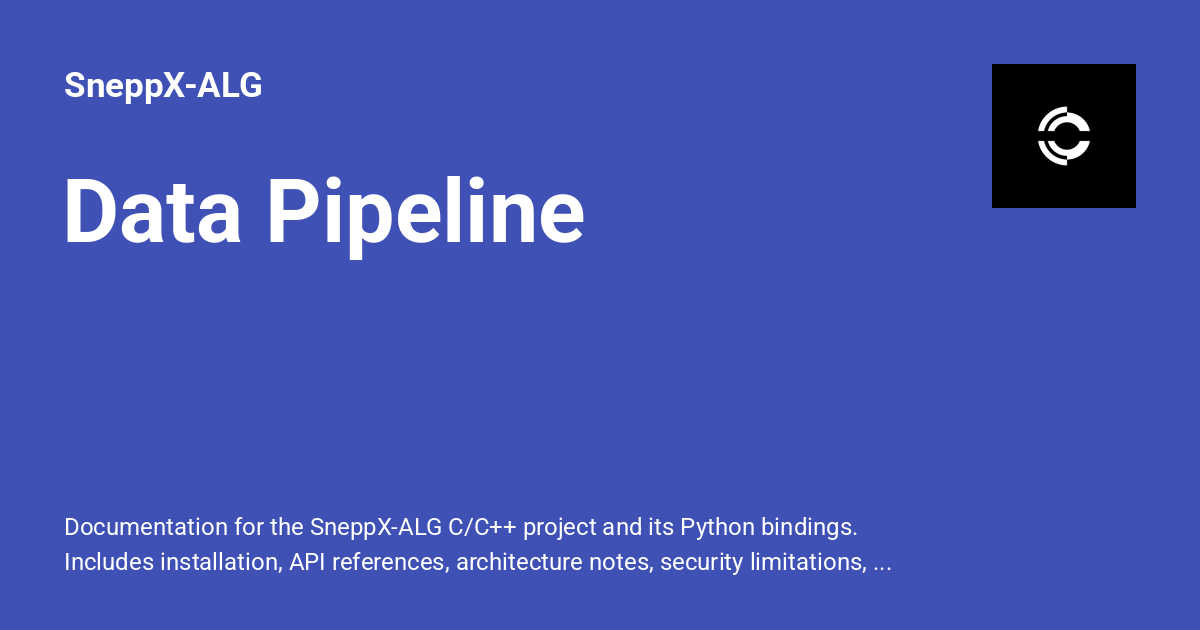 SneppX-ALG
Data Pipeline
Documentation for the SneppX-ALG C/C++ project and its Python bindings.
Includes installation, API references, architecture notes, security limitations, ...